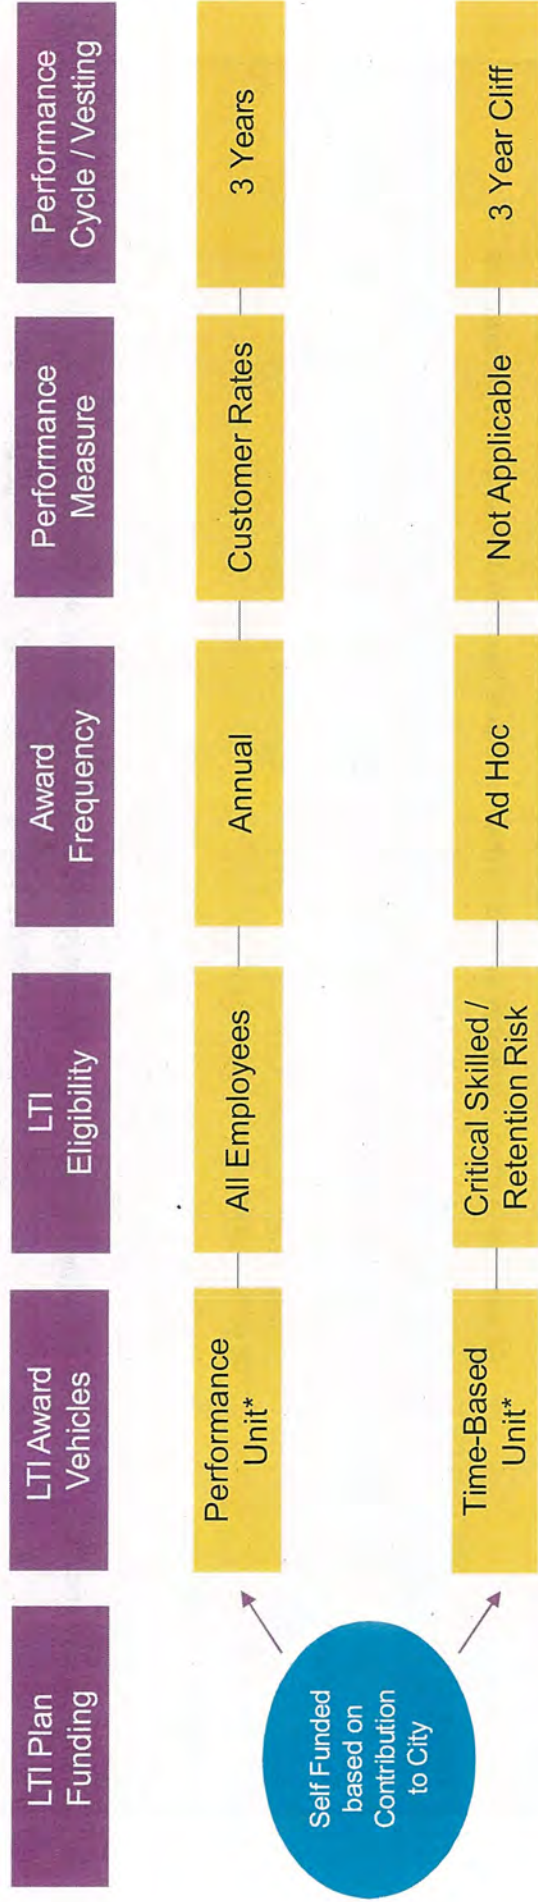 LTI Plan
Funding
LTI Award
Vehicles
LTI
Eligibility
Award
Frequency
Performance
Measure
Performance
Cycle / Vesting
Self Funded
based on
Contribution
to City
Performance
Unit*
All Employees
Annual
Customer Rates
3 Years
Time-Based
Unit*
Critical Skilled /
Retention Risk
Ad Hoc
Not Applicable
3 Year Cliff